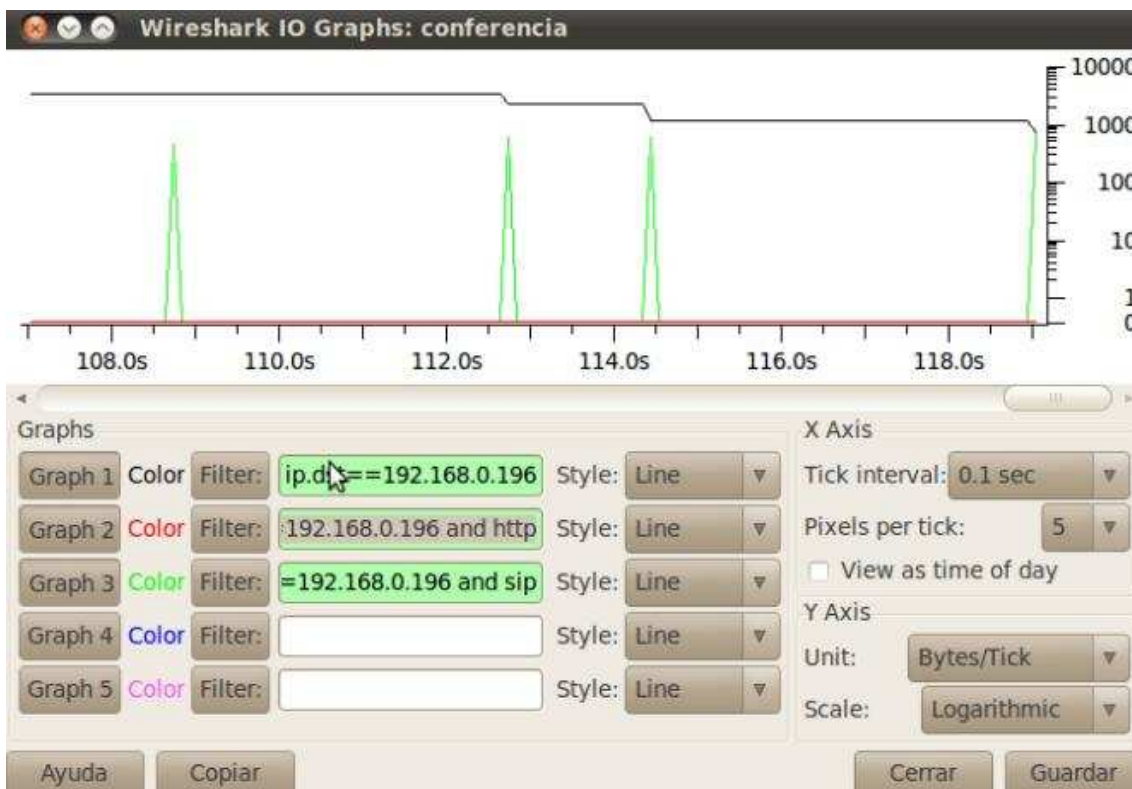 Wireshark IO Graphs: conferencia
10000
1000
100
10
1
0
108.0s 110.0s 112.0s 114.0s 116.0s 118.0s
Graphs
Graph 1 Color Filter: ==192.168.0.196 Style: Line
Graph 2 Color Filter: 192.168.0.196 and http Style: Line
Graph 3 Color Filter: =192.168.0.196 and sip Style: Line
Graph 4 Color Filter: Style: Line
Graph 5 Color Filter: Style: Line
X Axis
Tick interval: 0.1 sec
Pixels per tick: 5
View as time of day
Y Axis
Unit: Bytes/Tick
Scale: Logarithmic
Ayuda Copiar Cerrar Guardar